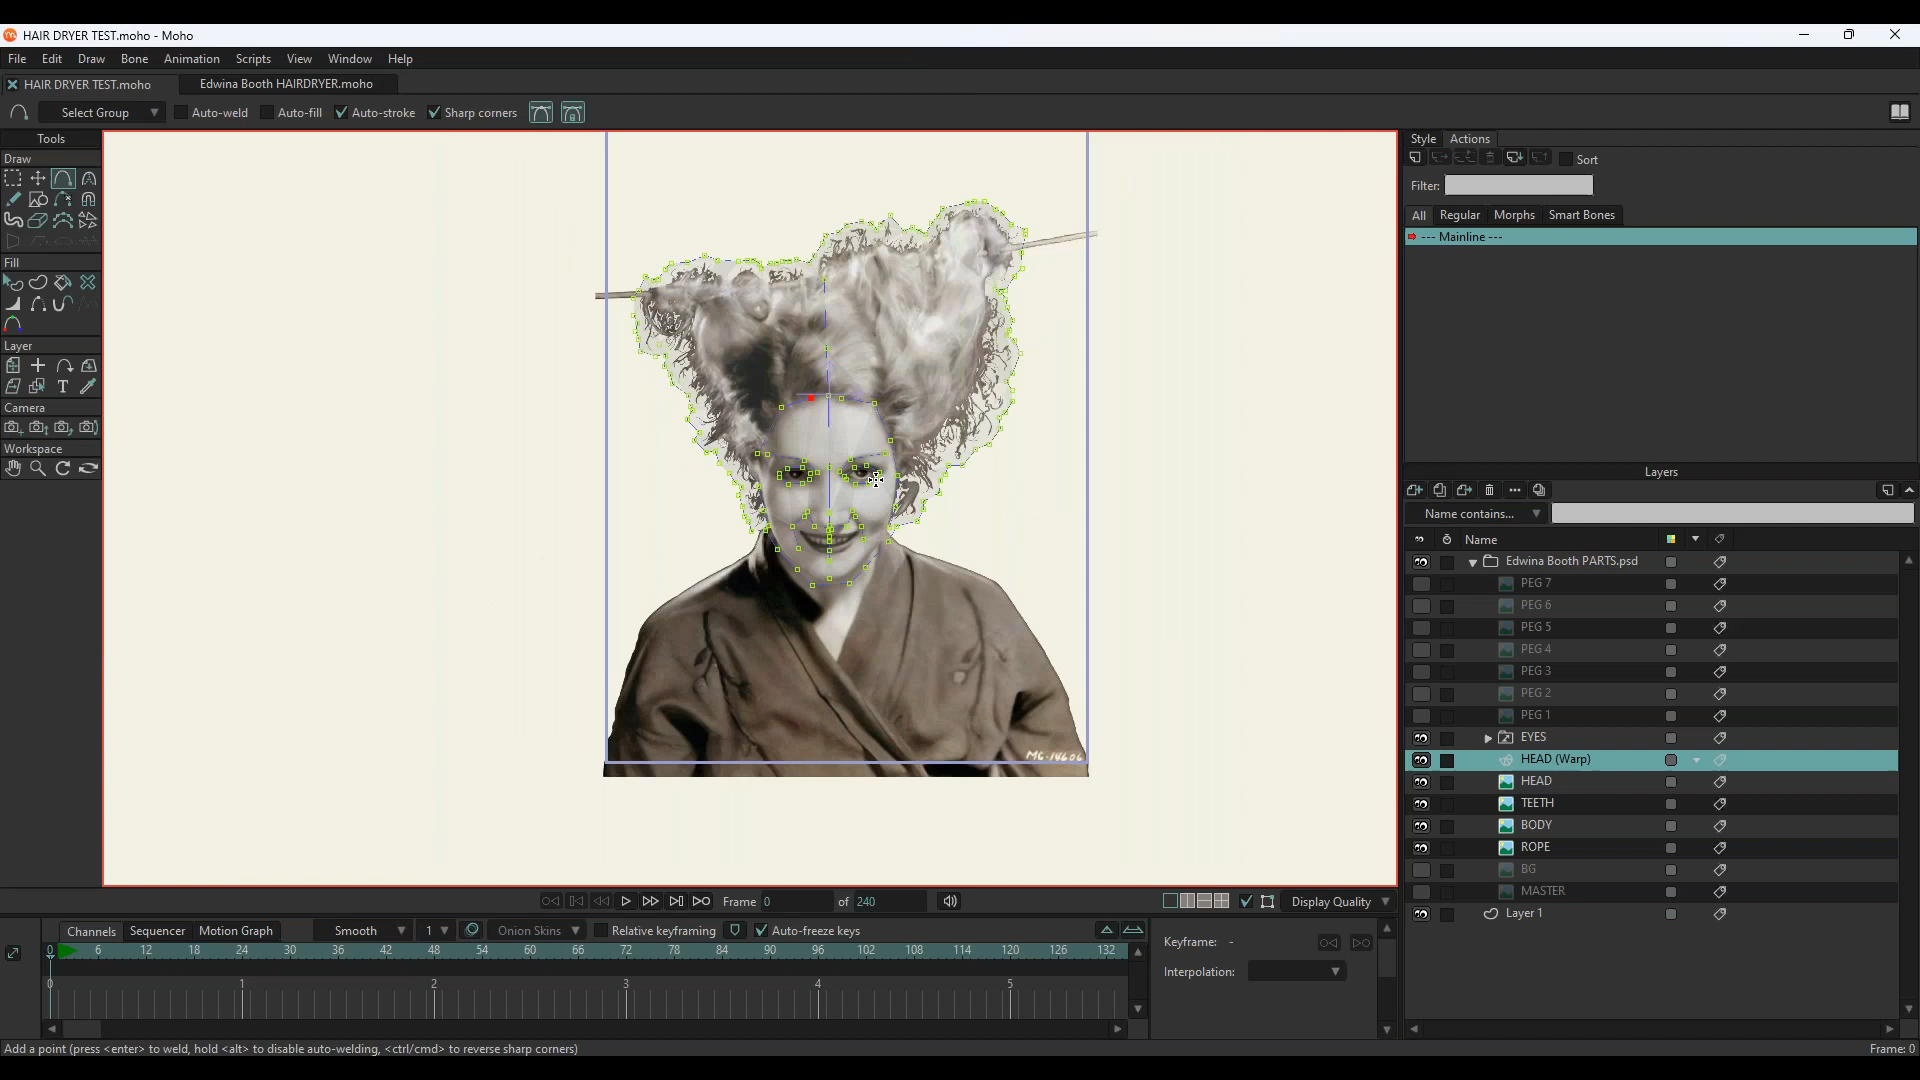 HAIR DRYER TEST.moho - Moho
File Edit Draw Bone Animation Scripts View Window Help
HAIR DRYER TEST.moho Edwina Booth HAIRDRYER.moho
Select Group Auto-weld Auto-fill Auto-stroke Sharp corners
Tools
Draw
Fill
Layer
T
Camera
Workspace
MG-14606
Style Actions
Sort
Filter:
All Regular Morphs Smart Bones
--- Mainline ---
Layers
Name contains...
Name
Edwina Booth PARTS.psd
PEG 7
PEG 6
PEG 5
PEG 4
PEG 3
PEG 2
PEG 1
EYES
HEAD (Warp)
HEAD
TEETH
BODY
ROPE
BG
MASTER
Layer 1
Frame 0 of 240 Display Quality
Channels Sequencer Motion Graph Smooth 1 Onion Skins Relative keyframing Auto-freeze keys
0 6 12 18 24 30 36 42 48 54 60 66 72 78 84 90 96 102 108 114 120 126 132
0 1 2 3 4 5
Keyframe: -
Interpolation:
Add a point (press <enter> to weld, hold <alt> to disable auto-welding, <ctrl/cmd> to reverse sharp corners)
Frame: 0